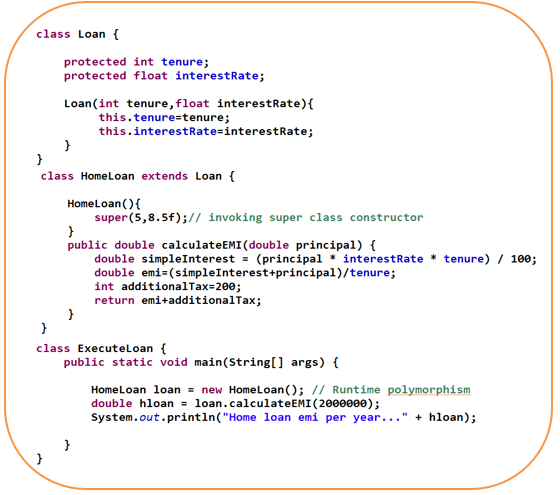 class Loan {
protected int tenure;
protected float interestRate;
Loan(int tenure,float interestRate){
this.tenure=tenure;
this.interestRate=interestRate;
}
}
class HomeLoan extends Loan {
HomeLoan(){
super(5,8.5f);// invoking super class constructor
}
public double calculateEMI(double principal) {
double simpleInterest = (principal * interestRate * tenure) / 100;
double emi=(simpleInterest+principal)/tenure;
int additionalTax=200;
return emi+additionalTax;
}
}
class ExecuteLoan {
public static void main(String[] args) {
HomeLoan loan = new HomeLoan(); // Runtime polymorphism
double hloan = loan.calculateEMI(2000000);
System.out.println("Home loan emi per year..." + hloan);
}
}